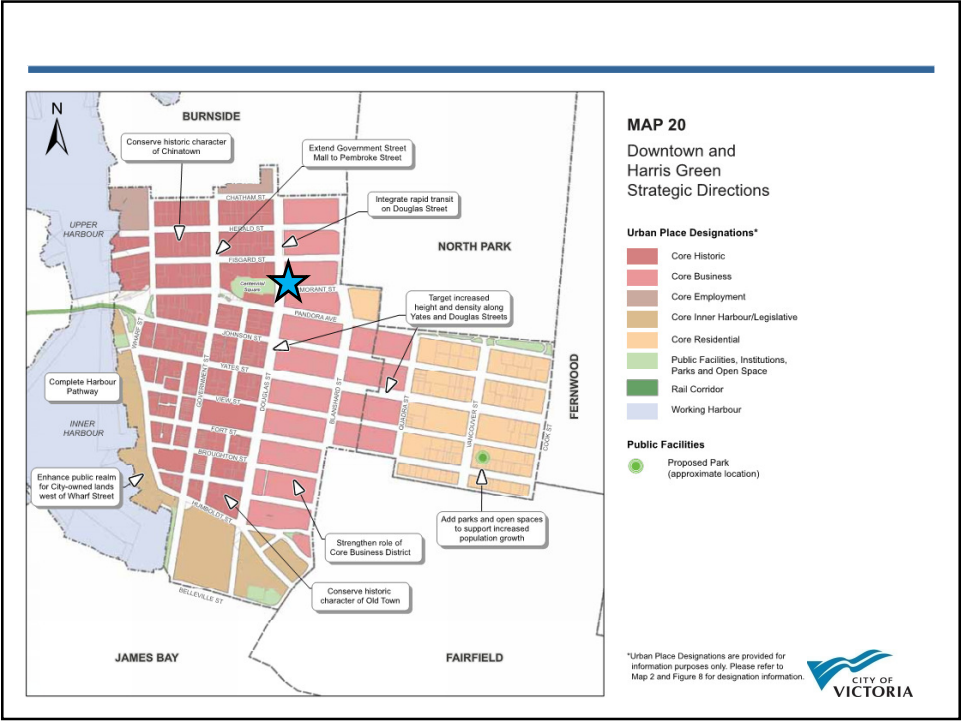 N
BURNSIDE
Conserve historic character
of Chinatown
Extend Government Street
Mall to Pembroke Street
CHATHAM ST
Integrate rapid transit
on Douglas Street
UPPER
HARBOUR
HERALD ST
NORTH PARK
FISGARD ST
Centennial
Square
MORANT ST
Target increased
height and density along
Yates and Douglas Streets
PANDORA AVE
WHARF ST
JOHNSON ST
YATES ST
GOVERNMENT ST
DOUGLAS ST
BLANSHARD ST
Complete Harbour
Pathway
VIEW ST
QUADRA ST
VANCOUVER ST
FERNWOOD
INNER
HARBOUR
FORT ST
COOK ST
BROUGHTON ST
Enhance public realm
for City-owned lands
west of Wharf Street
HUMBOLDT ST
Add parks and open spaces
to support increased
population growth
Strengthen role of
Core Business District
Conserve historic
character of Old Town
BELLEVILLE ST
JAMES BAY
FAIRFIELD
MAP 20
Downtown and
Harris Green
Strategic Directions
Urban Place Designations*
Core Historic
Core Business
Core Employment
Core Inner Harbour/Legislative
Core Residential
Public Facilities, Institutions,
Parks and Open Space
Rail Corridor
Working Harbour
Public Facilities
Proposed Park
(approximate location)
*Urban Place Designations are provided for
information purposes only. Please refer to
Map 2 and Figure 8 for designation information.
CITY OF
VICTORIA